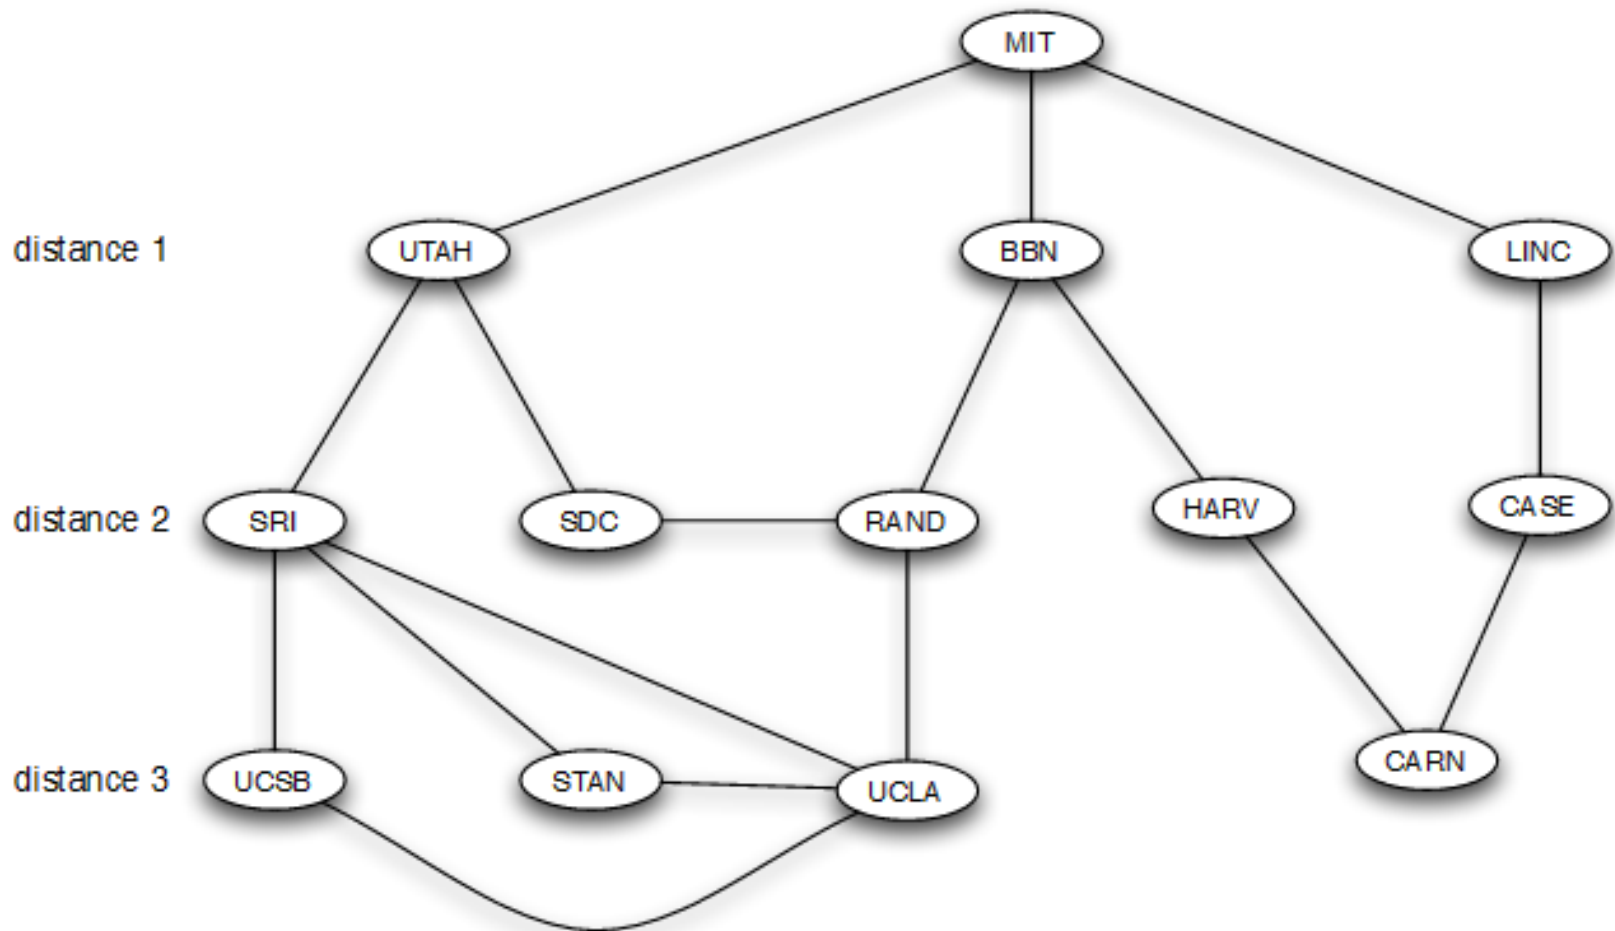 MIT
distance 1 UTAH BBN LINC
distance 2 SRI SDC RAND HARV CASE
distance 3 UCSB STAN UCLA CARN